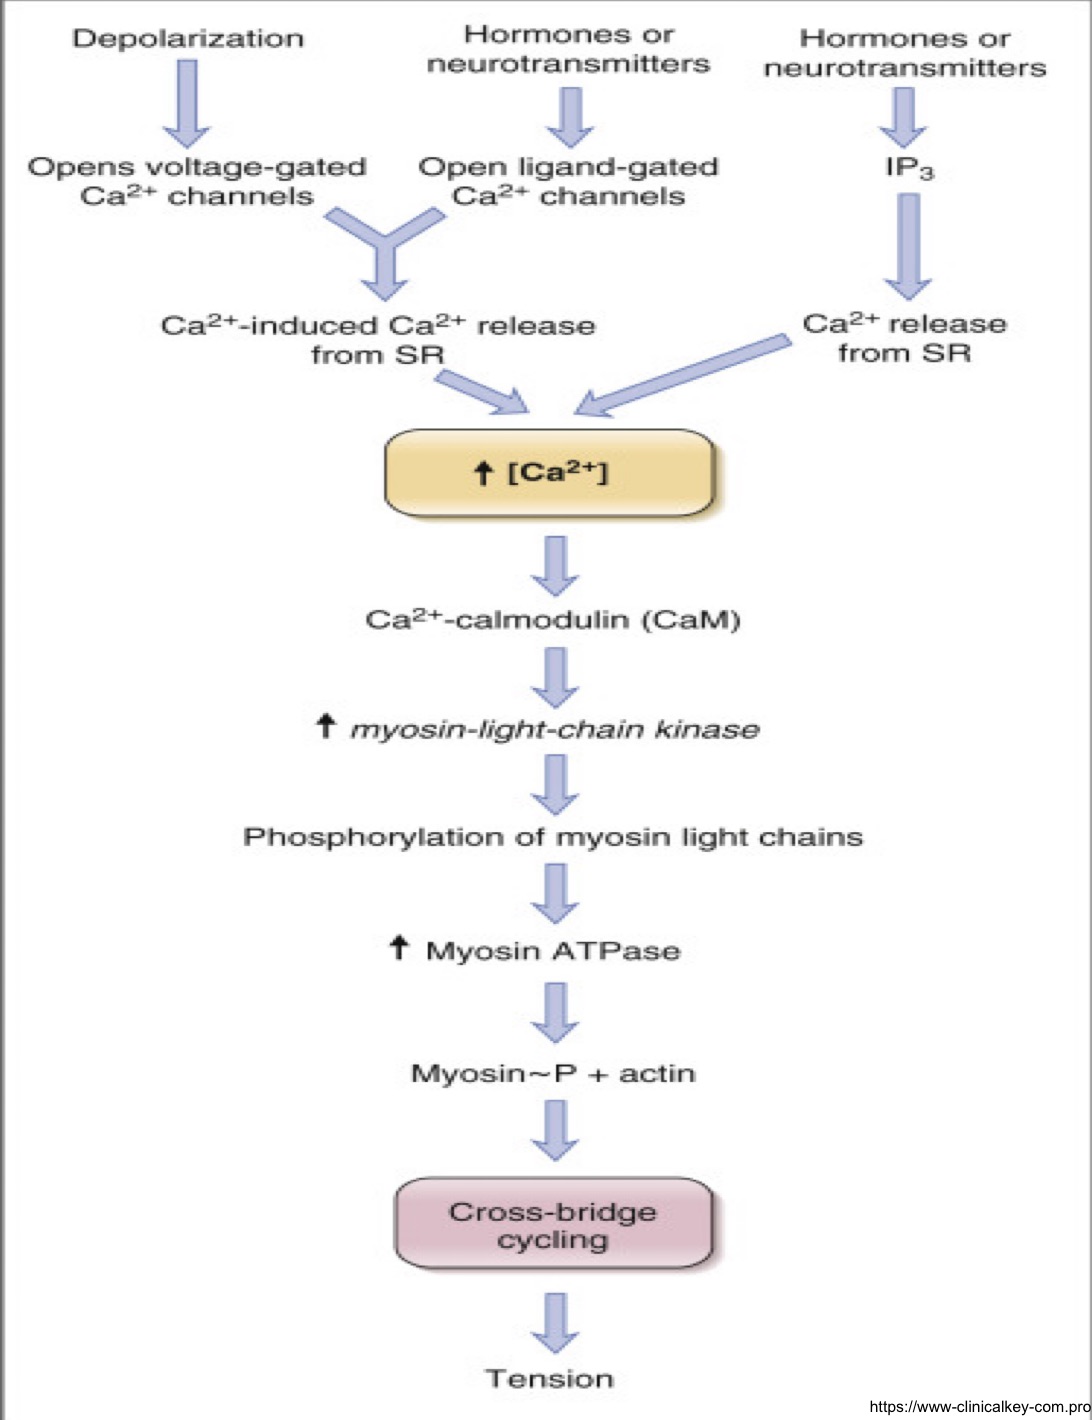 Depolarization
Hormones or
neurotransmitters
Hormones or
neurotransmitters
Opens voltage-gated
Ca²⁺ channels
Open ligand-gated
Ca²⁺ channels
IP₃
Ca²⁺-induced Ca²⁺ release
from SR
Ca²⁺ release
from SR
↑ [Ca²⁺]
Ca²⁺-calmodulin (CaM)
↑ myosin-light-chain kinase
Phosphorylation of myosin light chains
↑ Myosin ATPase
Myosin~P + actin
Cross-bridge
cycling
Tension
https://www-clinicalkey-com.pro